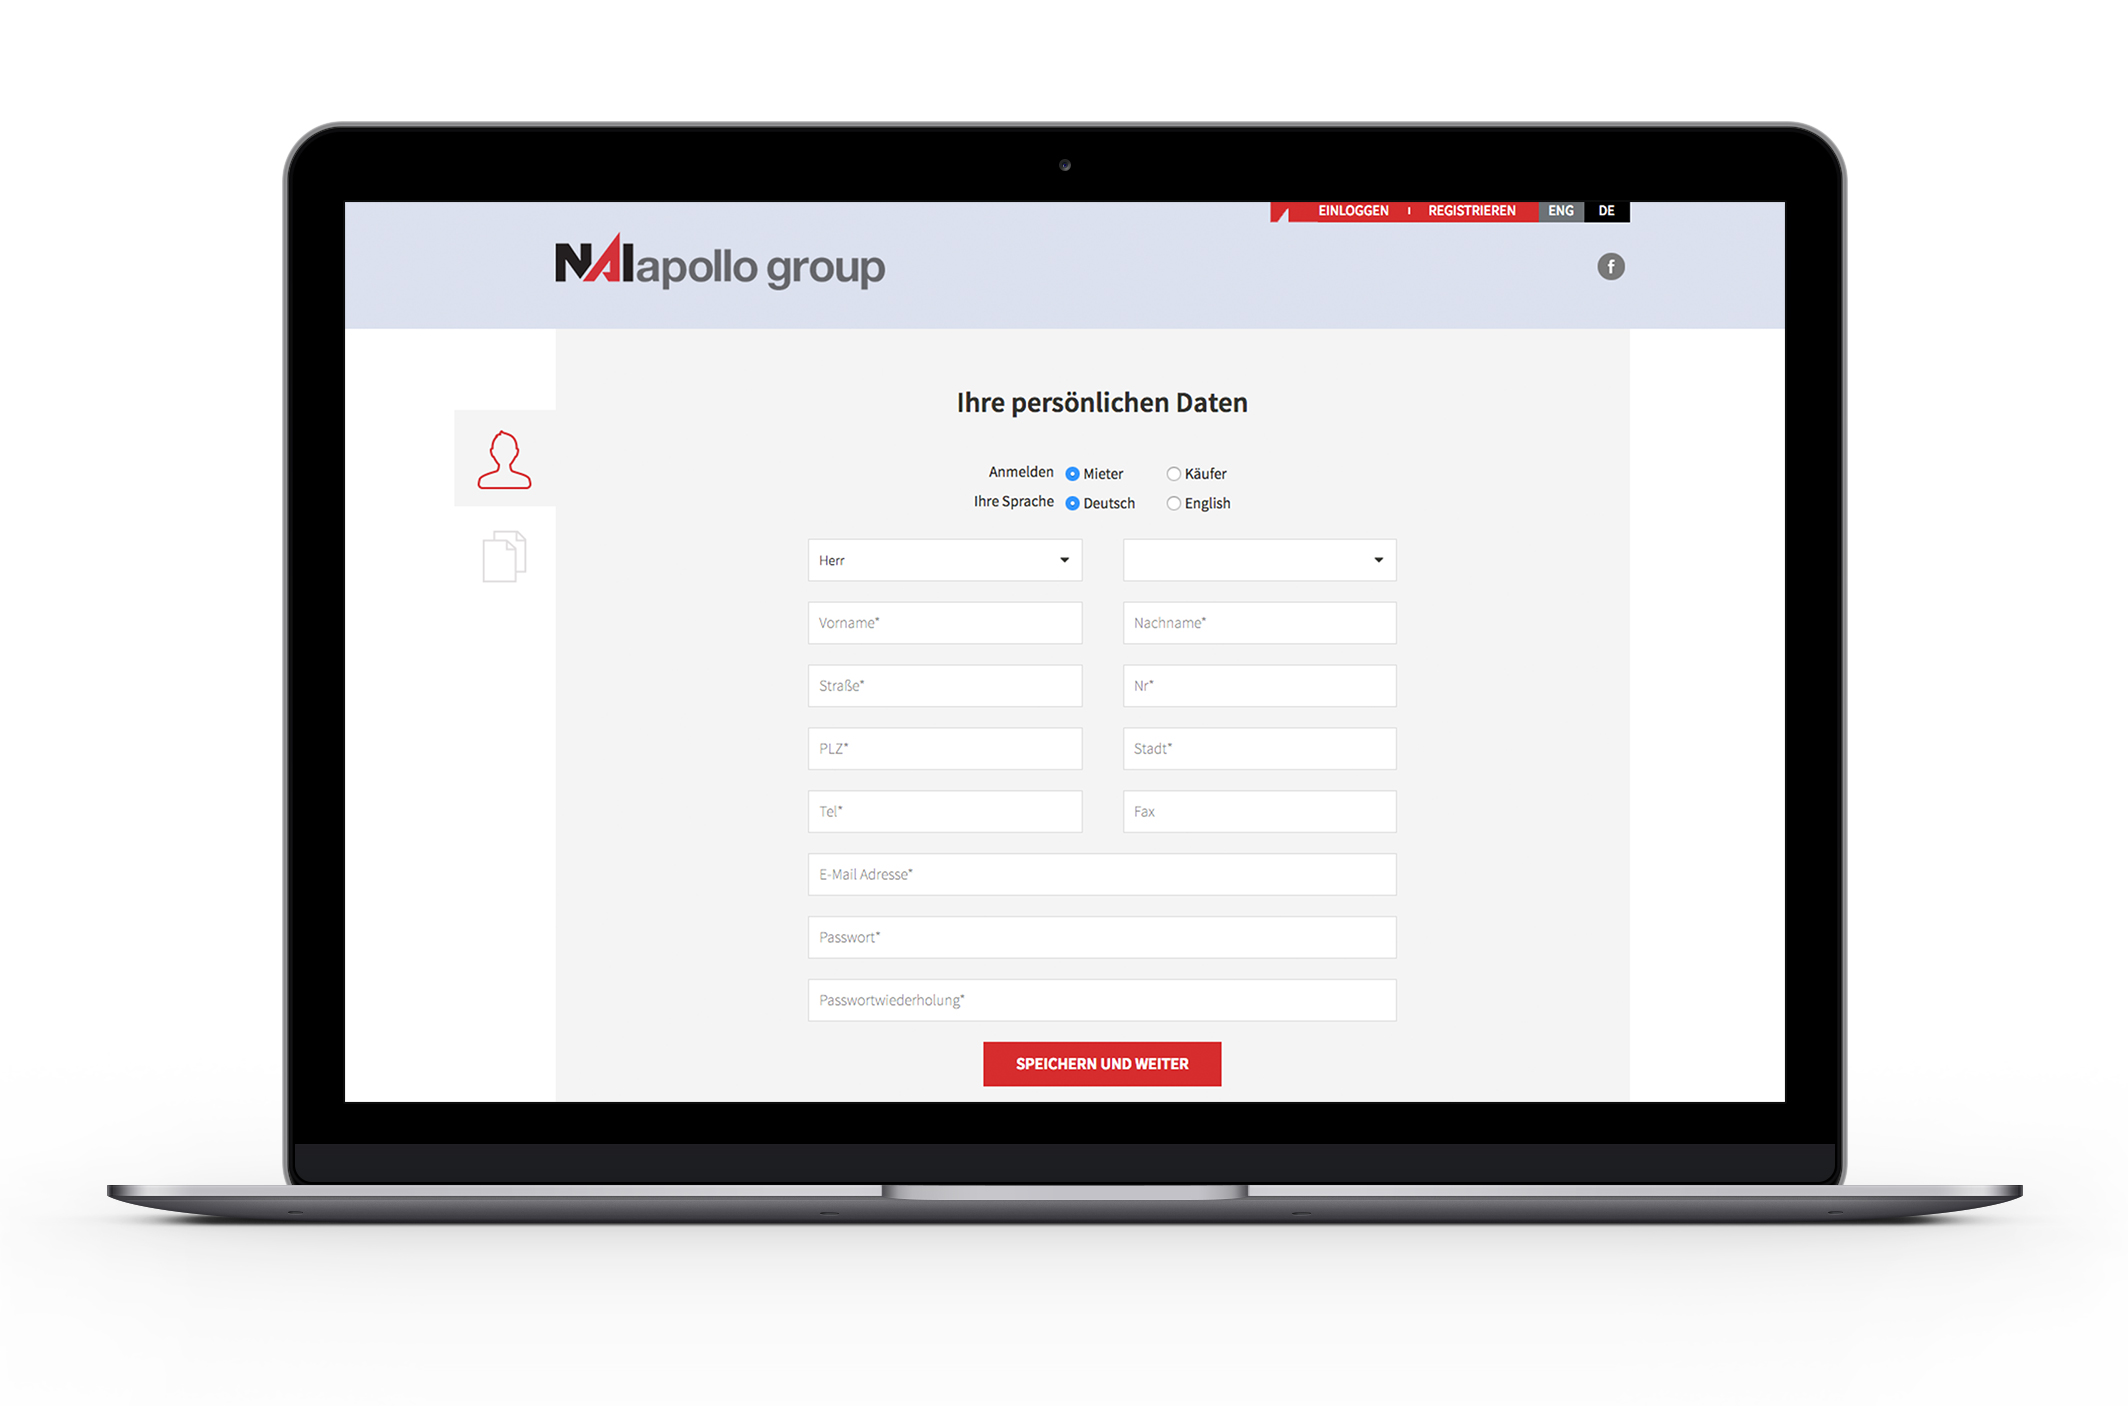 EINLOGGEN I REGISTRIEREN ENG DE
NAI apollo group
f
Ihre persönlichen Daten
Anmelden Mieter Käufer
Ihre Sprache Deutsch English
Herr
Vorname* Nachname*
Straße* Nr*
PLZ* Stadt*
Tel* Fax
E-Mail Adresse*
Passwort*
Passwortwiederholung*
SPEICHERN UND WEITER